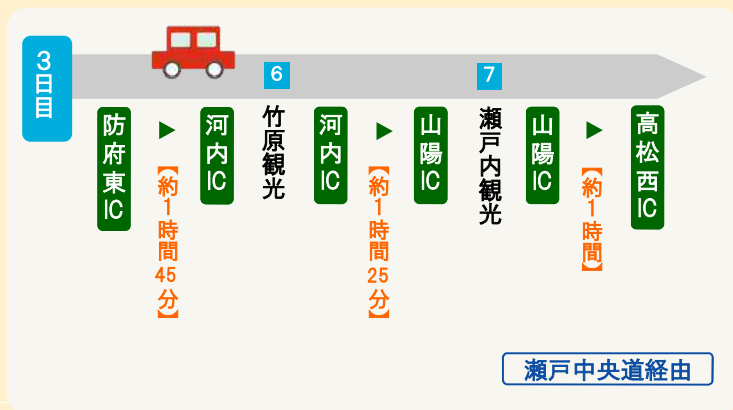 3日目
6
7
防府東IC
【約1時間45分】
河内IC
竹原観光
河内IC
【約1時間25分】
山陽IC
瀬戸内観光
山陽IC
【約1時間】
高松西IC
瀬戸中央道経由